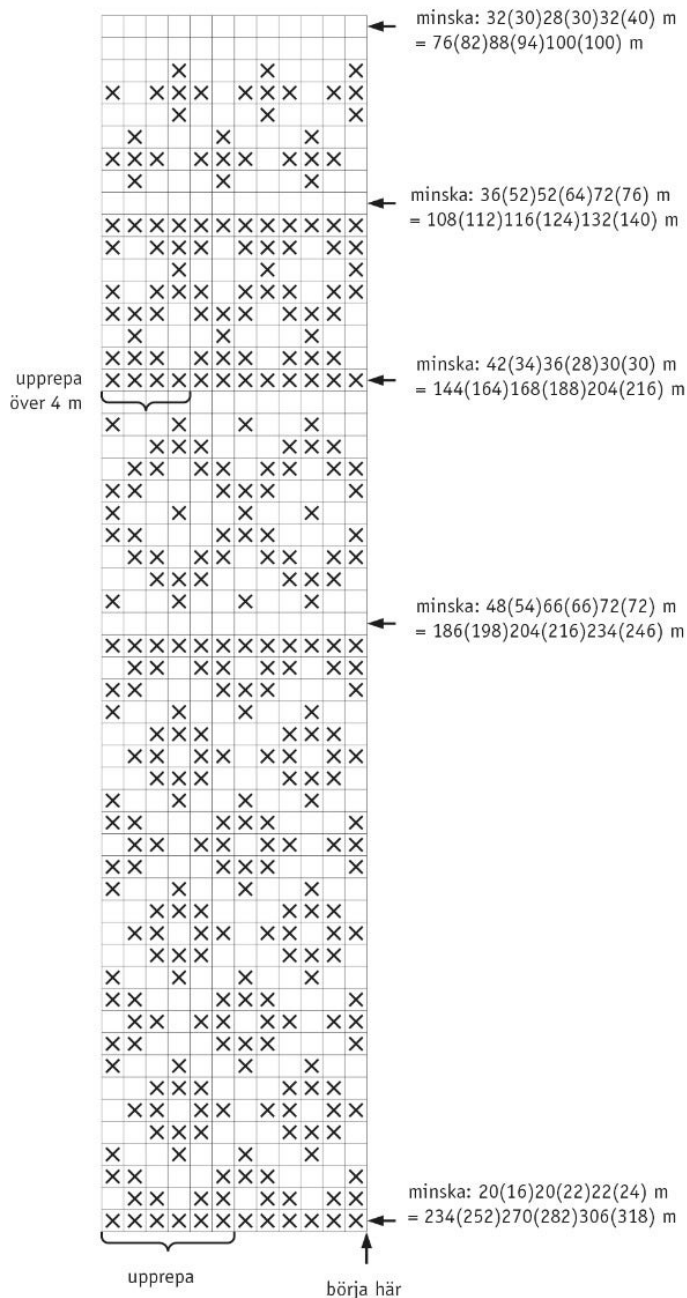 minska: 32(30)28(30)32(40) m
= 76(82)88(94)100(100) m
minska: 36(52)52(64)72(76) m
= 108(112)116(124)132(140) m
minska: 42(34)36(28)30(30) m
= 144(164)168(188)204(216) m
upprepa
över 4 m
minska: 48(54)66(66)72(72) m
= 186(198)204(216)234(246) m
minska: 20(16)20(22)22(24) m
= 234(252)270(282)306(318) m
upprepa
börja här